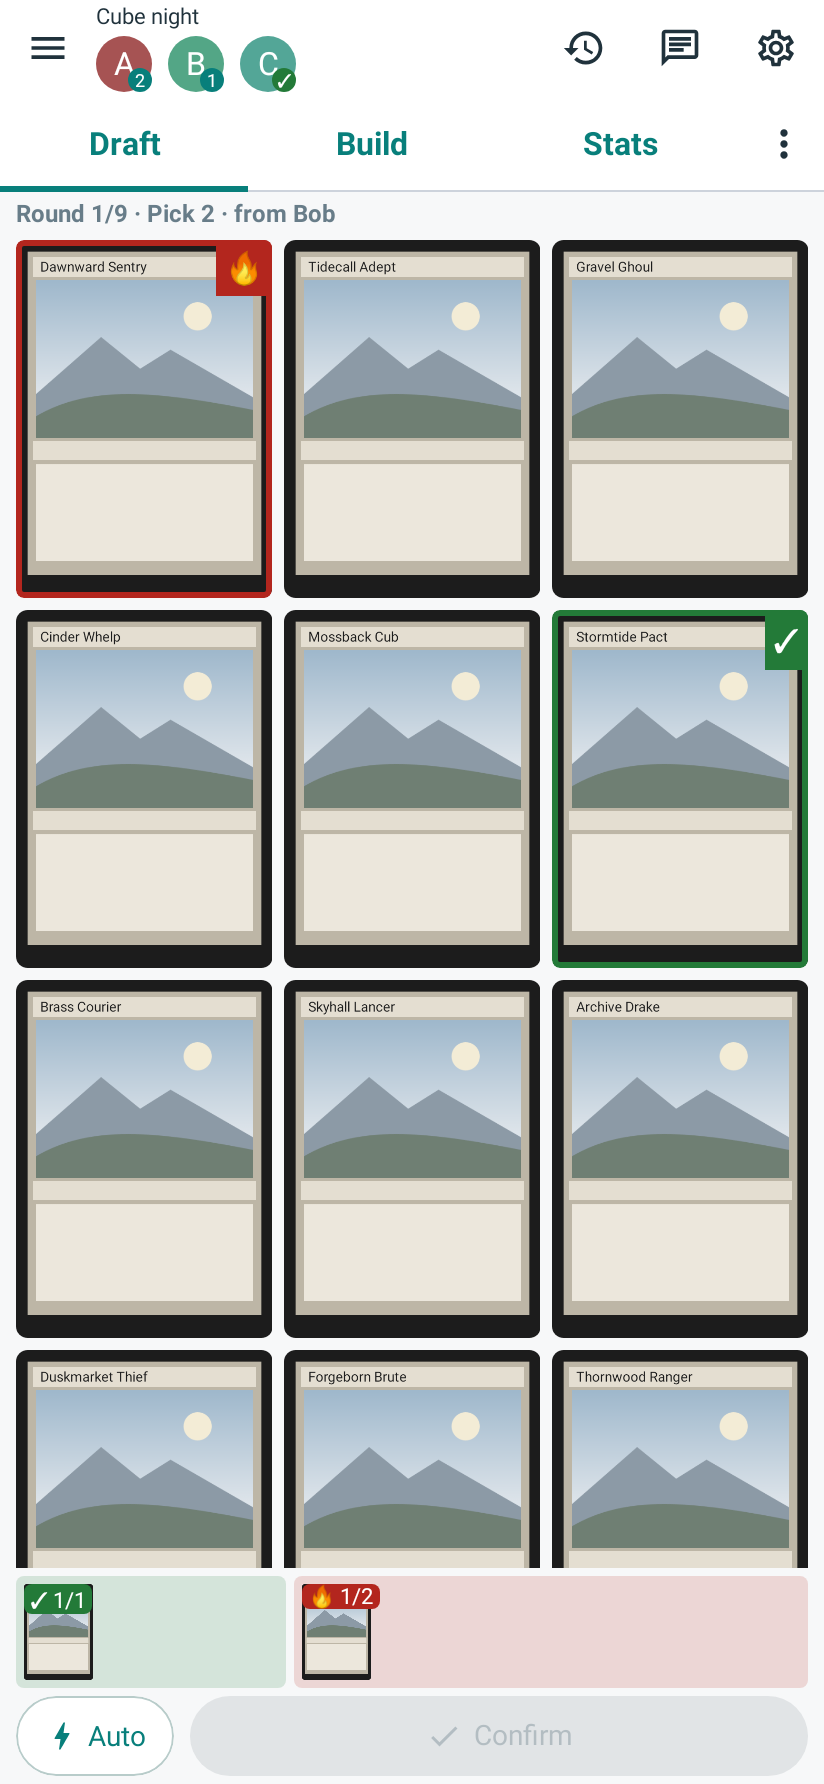 Cube night
A 2 B 1 C ✓
Draft Build Stats
Round 1/9 · Pick 2 · from Bob
Dawnward Sentry 🔥 Tidecall Adept Gravel Ghoul
Cinder Whelp Mossback Cub Stormtide Pact ✓
Brass Courier Skyhall Lancer Archive Drake
Duskmarket Thief Forgeborn Brute Thornwood Ranger
✓ 1/1 🔥 1/2
Auto Confirm